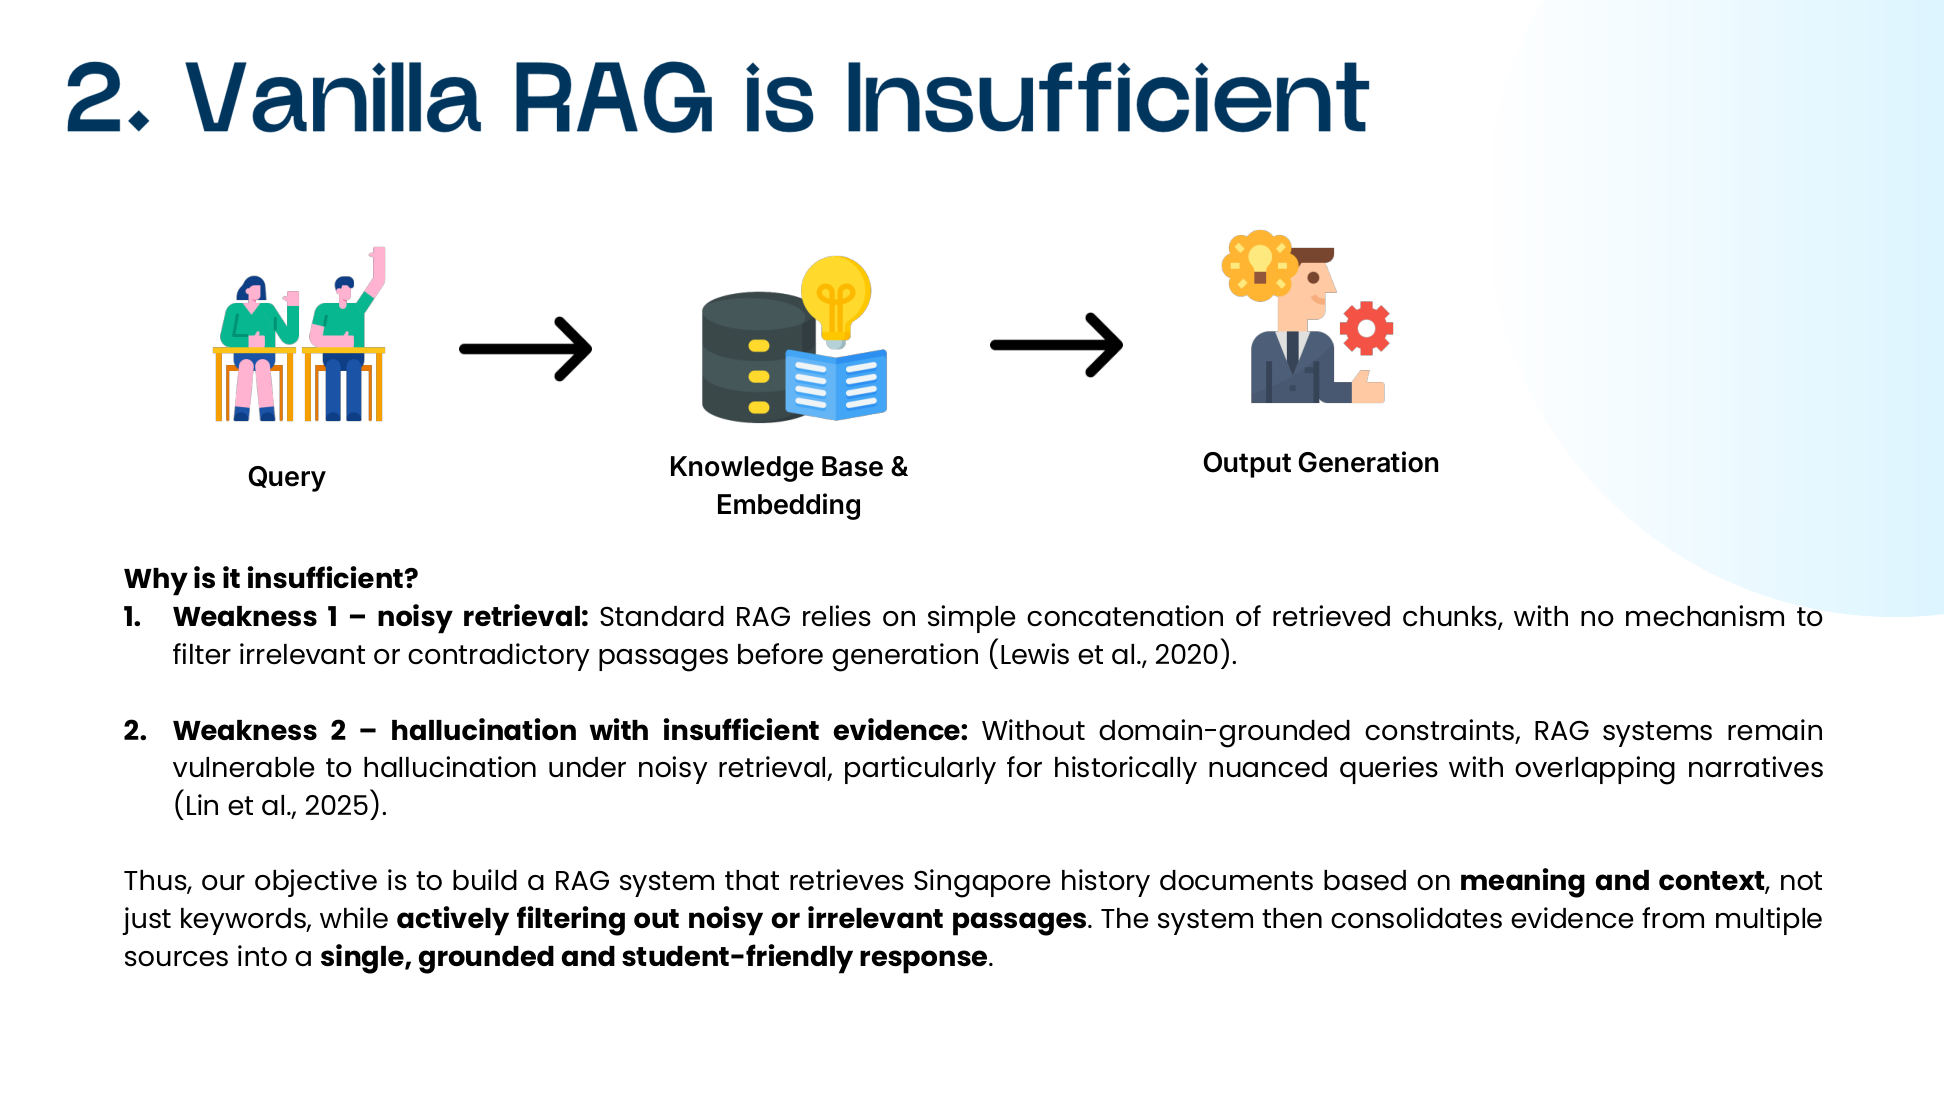 2. Vanilla RAG is Insufficient
Query
Knowledge Base &
Embedding
Output Generation
Why is it insufficient?
1. Weakness 1 – noisy retrieval: Standard RAG relies on simple concatenation of retrieved chunks, with no mechanism to
filter irrelevant or contradictory passages before generation (Lewis et al., 2020).
2. Weakness 2 – hallucination with insufficient evidence: Without domain-grounded constraints, RAG systems remain
vulnerable to hallucination under noisy retrieval, particularly for historically nuanced queries with overlapping narratives
(Lin et al., 2025).
Thus, our objective is to build a RAG system that retrieves Singapore history documents based on meaning and context, not
just keywords, while actively filtering out noisy or irrelevant passages. The system then consolidates evidence from multiple
sources into a single, grounded and student-friendly response.